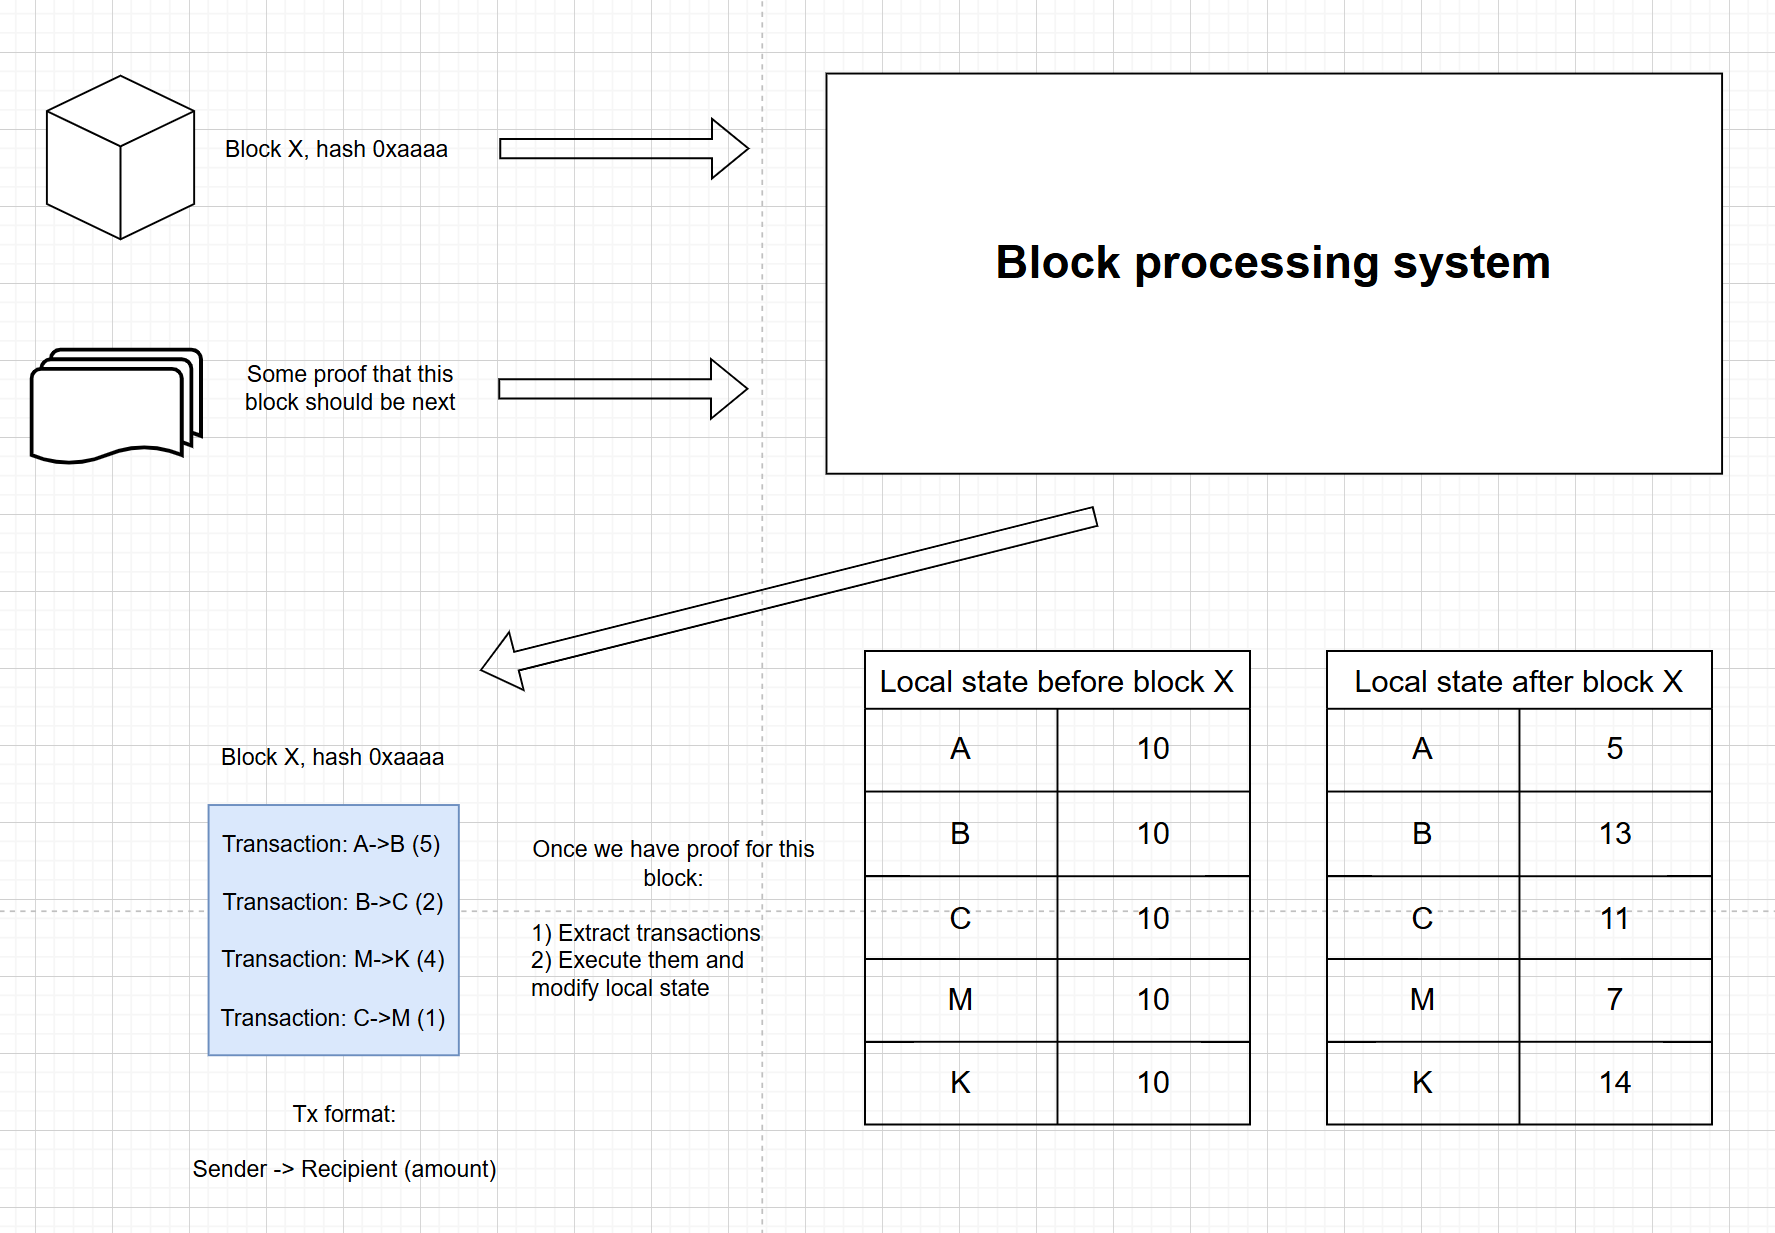 Block X, hash 0xaaaa
Block processing system
Some proof that this
block should be next
Block X, hash 0xaaaa
Transaction: A->B (5)
Transaction: B->C (2)
Transaction: M->K (4)
Transaction: C->M (1)
Tx format:
Sender -> Recipient (amount)
Once we have proof for this
block:
1) Extract transactions
2) Execute them and
modify local state
Local state before block X
A 10
B 10
C 10
M 10
K 10
Local state after block X
A 5
B 13
C 11
M 7
K 14